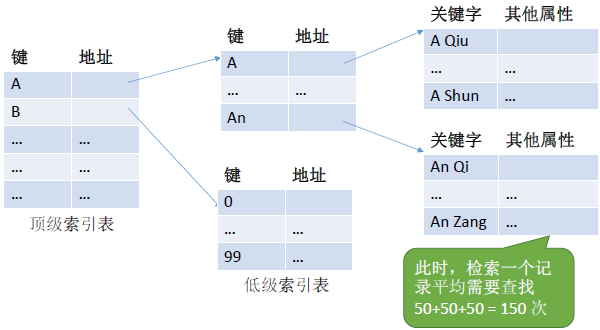 键 地址
A
B
... ...
... ...
... ...
顶级索引表
键 地址
A
... ...
An
键 地址
0
... ...
99 ...
低级索引表
关键字 其他属性
A Qiu
... ...
A Shun ...
关键字 其他属性
An Qi
... ...
An Zang ...
此时，检索一个记
录平均需要查找
50+50+50 = 150 次